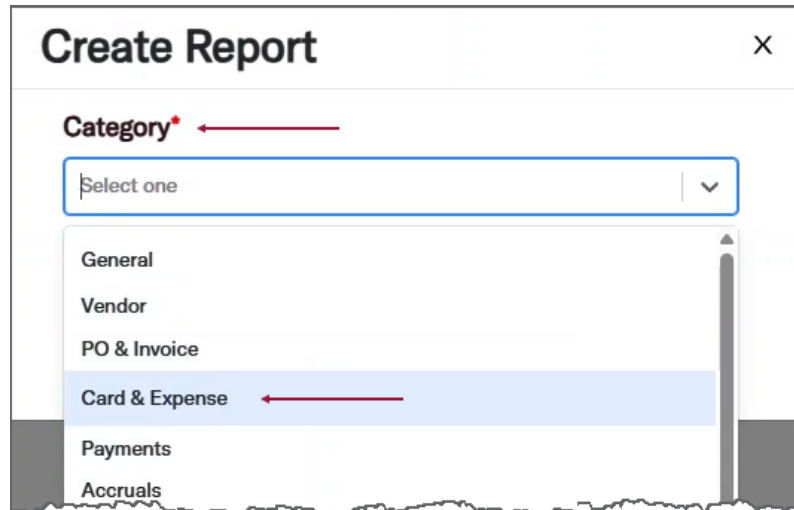 Create Report
Category*
Select one
General
Vendor
PO & Invoice
Card & Expense
Payments
Accruals